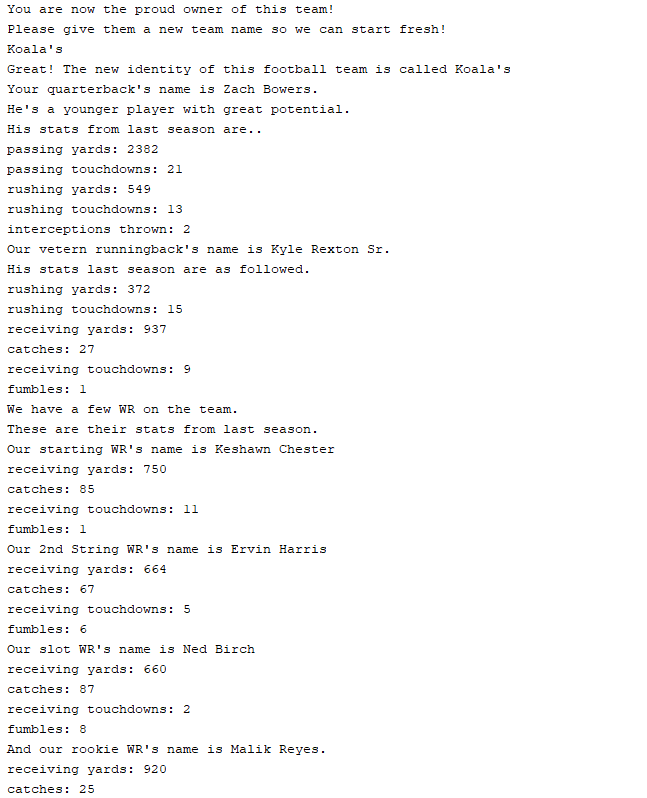 You are now the proud owner of this team!
Please give them a new team name so we can start fresh!
Koala's
Great! The new identity of this football team is called Koala's
Your quarterback's name is Zach Bowers.
He's a younger player with great potential.
His stats from last season are..
passing yards: 2382
passing touchdowns: 21
rushing yards: 549
rushing touchdowns: 13
interceptions thrown: 2
Our vetern runningback's name is Kyle Rexton Sr.
His stats last season are as followed.
rushing yards: 372
rushing touchdowns: 15
receiving yards: 937
catches: 27
receiving touchdowns: 9
fumbles: 1
We have a few WR on the team.
These are their stats from last season.
Our starting WR's name is Keshawn Chester
receiving yards: 750
catches: 85
receiving touchdowns: 11
fumbles: 1
Our 2nd String WR's name is Ervin Harris
receiving yards: 664
catches: 67
receiving touchdowns: 5
fumbles: 6
Our slot WR's name is Ned Birch
receiving yards: 660
catches: 87
receiving touchdowns: 2
fumbles: 8
And our rookie WR's name is Malik Reyes.
receiving yards: 920
catches: 25